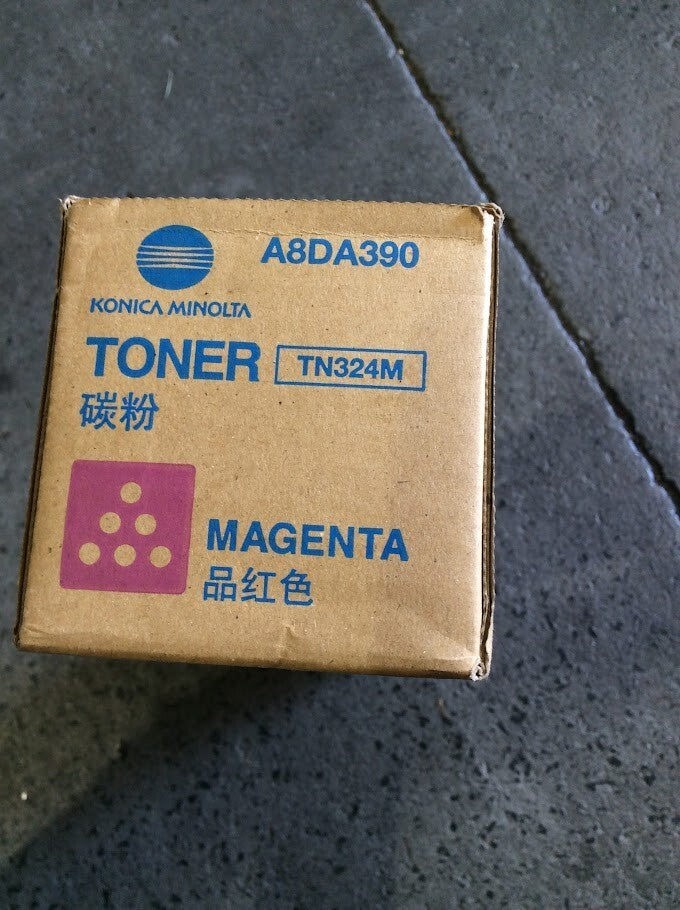 A8DA390
KONICA MINOLTA
TONER TN324M
碳粉
MAGENTA
品红色